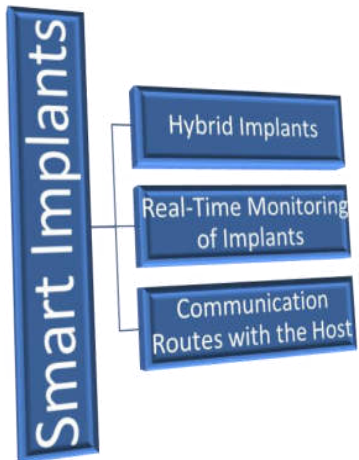 Smart Implants
Hybrid Implants
Real-Time Monitoring
of Implants
Communication
Routes with the Host